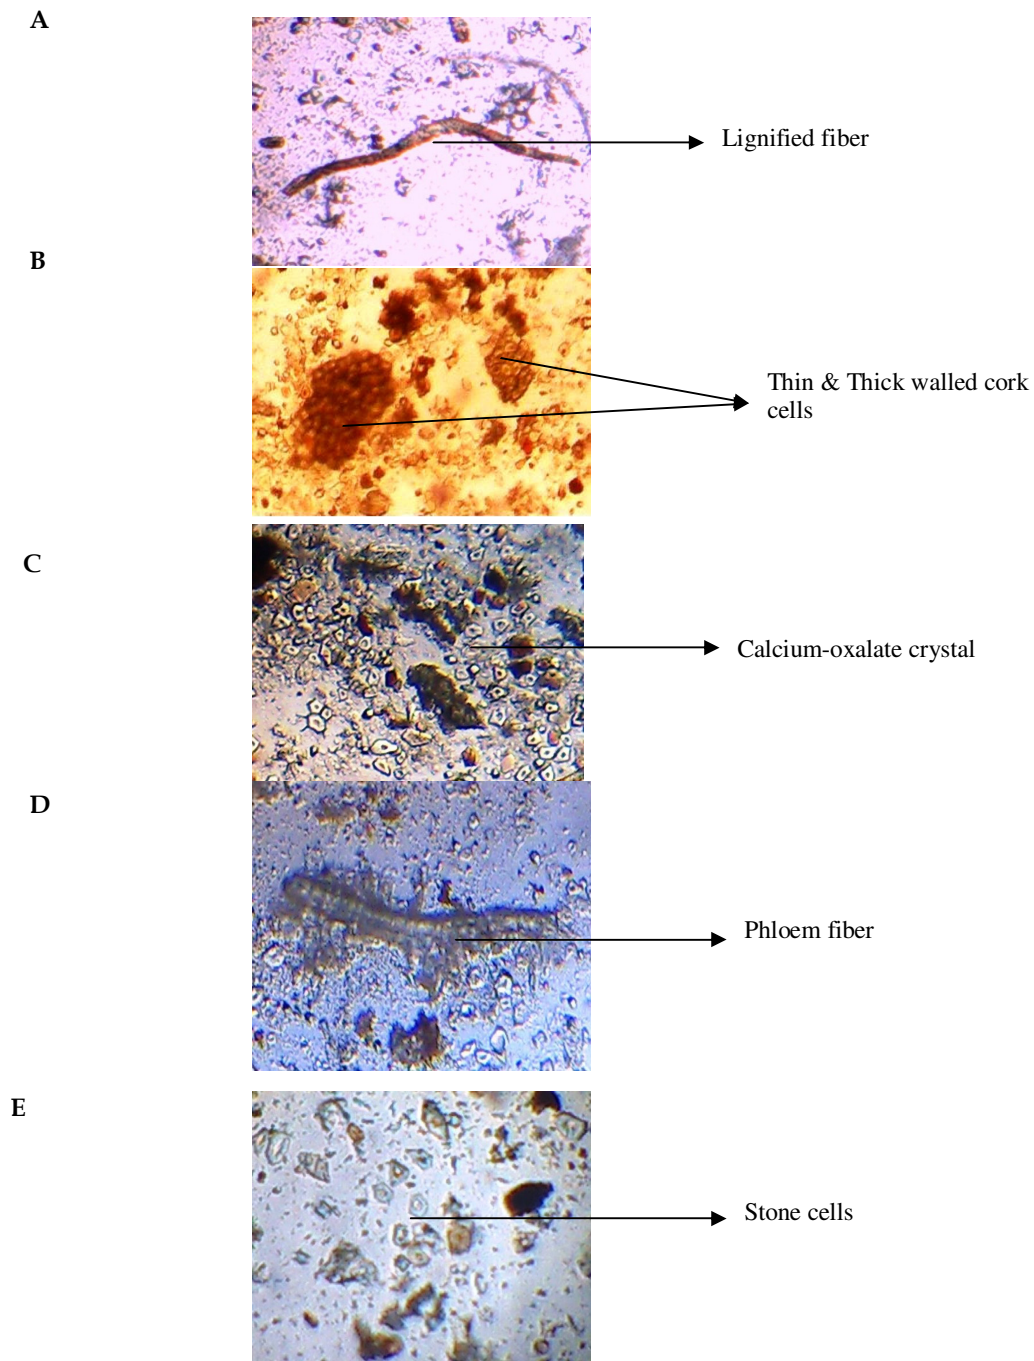 A
Lignified fiber
B
Thin & Thick walled cork
cells
C
Calcium-oxalate crystal
D
Phloem fiber
E
Stone cells